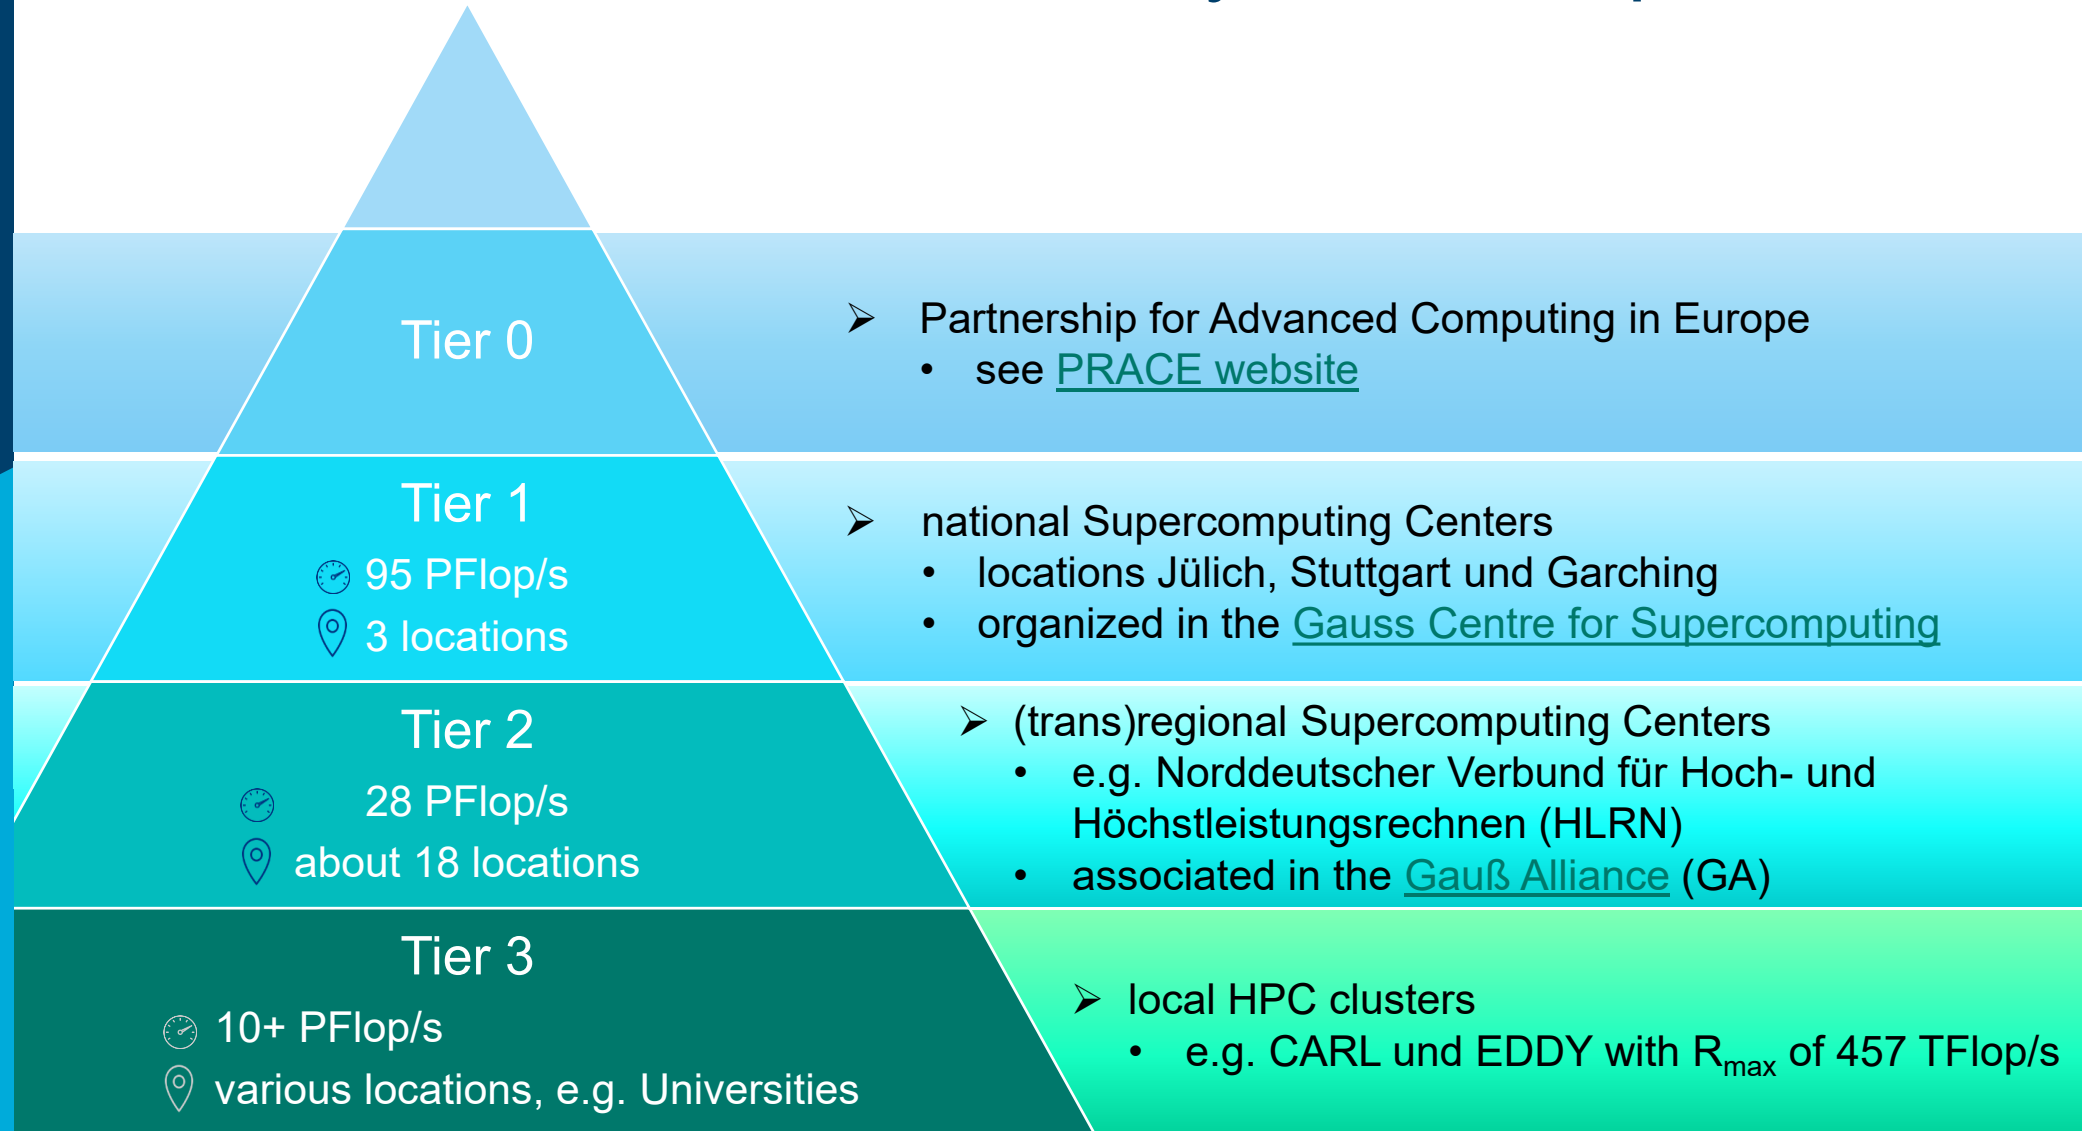 Tier 0
Partnership for Advanced Computing in Europe
• see PRACE website
Tier 1
95 PFlop/s
3 locations
national Supercomputing Centers
• locations Jülich, Stuttgart und Garching
• organized in the Gauss Centre for Supercomputing
Tier 2
28 PFlop/s
about 18 locations
(trans)regional Supercomputing Centers
• e.g. Norddeutscher Verbund für Hoch- und
Höchstleistungsrechnen (HLRN)
• associated in the Gauß Alliance (GA)
Tier 3
10+ PFlop/s
various locations, e.g. Universities
local HPC clusters
• e.g. CARL und EDDY with Rmax of 457 TFlop/s